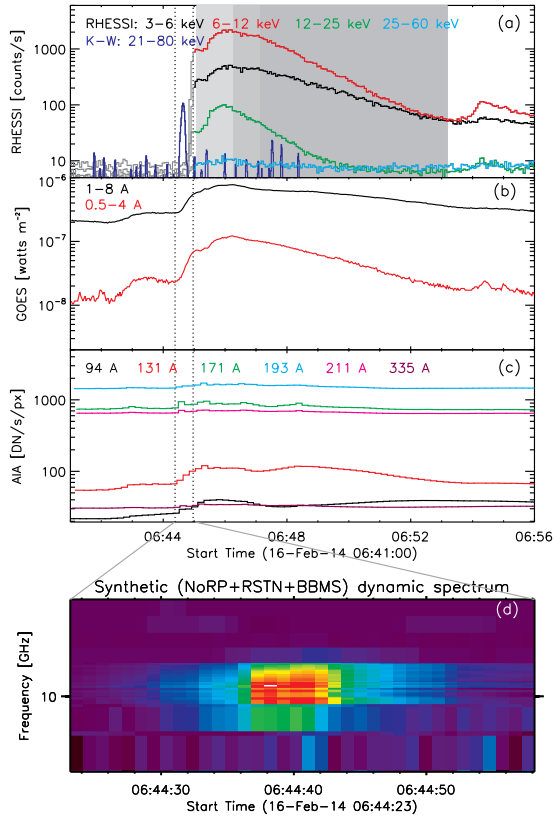 RHESSI: 3−6 keV 6−12 keV 12−25 keV 25−60 keV (a)
K−W: 21−80 keV
RHESSI [counts/s]
1000
100
10
10⁻⁶
1−8 A (b)
0.5−4 A
GOES [watts m⁻²]
10⁻⁷
10⁻⁸
94 A 131 A 171 A 193 A 211 A 335 A (c)
AIA [DN/s/px]
1000
100
06:44 06:48 06:52 06:56
Start Time (16−Feb−14 06:41:00)
Synthetic (NoRP+RSTN+BBMS) dynamic spectrum
(d)
Frequency [GHz]
10
06:44:30 06:44:40 06:44:50
Start Time (16−Feb−14 06:44:23)